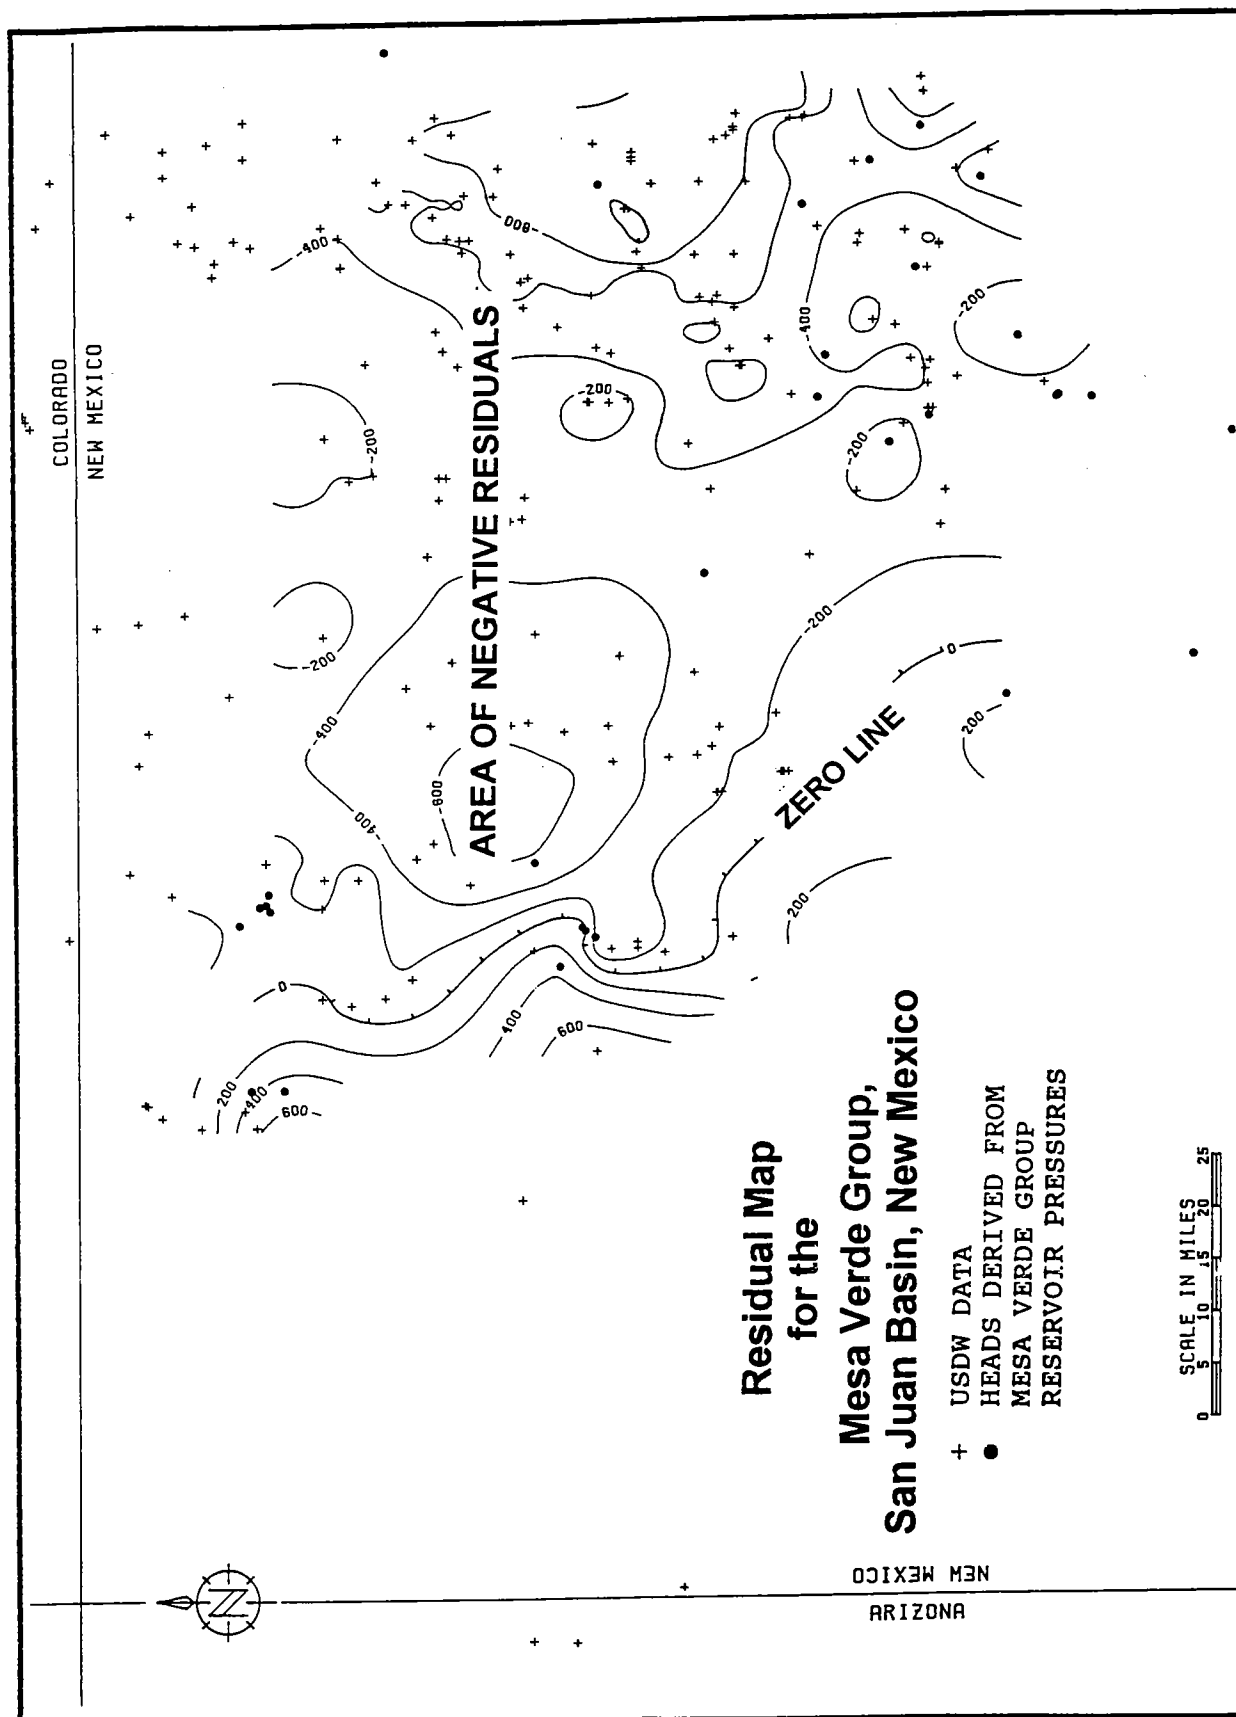 COLORADO
NEW MEXICO
-400
-800
-200
-400
-200
-200
-200
AREA OF NEGATIVE RESIDUALS
-200
-200
0
-400
200
-600
-400
ZERO LINE
200
0
400
600
200
400
600
Residual Map
for the
Mesa Verde Group,
San Juan Basin, New Mexico
+ USDW DATA
● HEADS DERIVED FROM
MESA VERDE GROUP
RESERVOIR PRESSURES
SCALE IN MILES
0 5 10 15 20 25
N
NEW MEXICO
ARIZONA